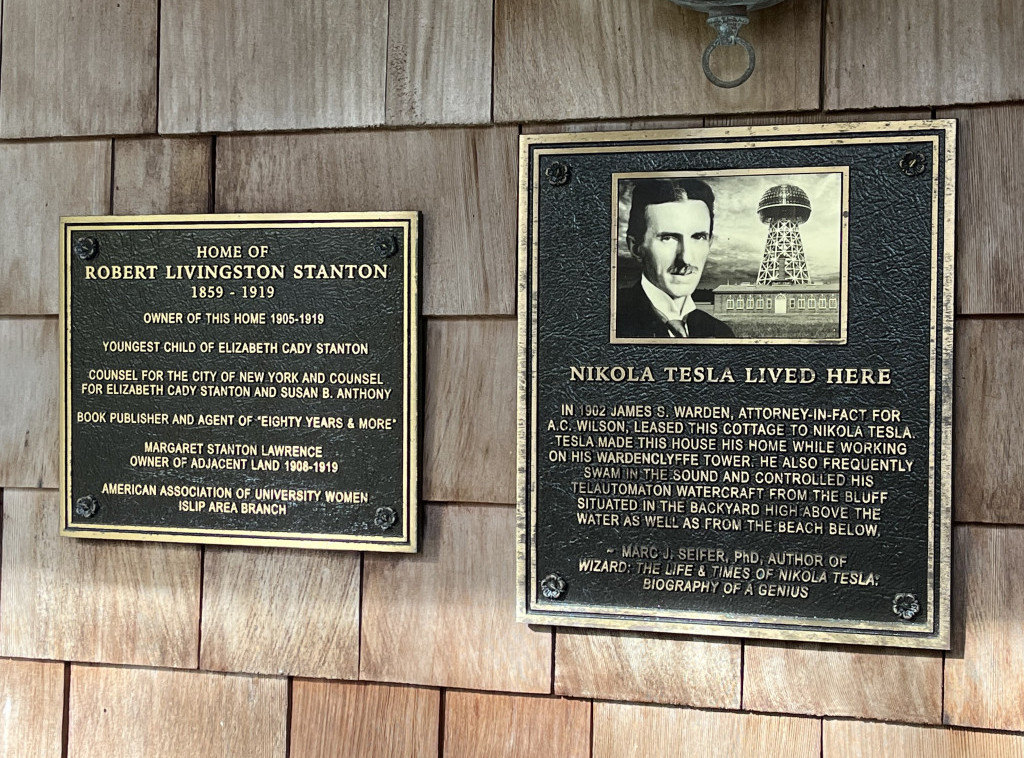 HOME OF
ROBERT LIVINGSTON STANTON
1859 - 1919
OWNER OF THIS HOME 1905-1919
YOUNGEST CHILD OF ELIZABETH CADY STANTON
COUNSEL FOR THE CITY OF NEW YORK AND COUNSEL
FOR ELIZABETH CADY STANTON AND SUSAN B. ANTHONY
BOOK PUBLISHER AND AGENT OF "EIGHTY YEARS & MORE"
MARGARET STANTON LAWRENCE
OWNER OF ADJACENT LAND 1908-1919
AMERICAN ASSOCIATION OF UNIVERSITY WOMEN
ISLIP AREA BRANCH
NIKOLA TESLA LIVED HERE
IN 1902 JAMES S. WARDEN, ATTORNEY-IN-FACT FOR
A.C. WILSON, LEASED THIS COTTAGE TO NIKOLA TESLA.
TESLA MADE THIS HOUSE HIS HOME WHILE WORKING
ON HIS WARDENCLYFFE TOWER. HE ALSO FREQUENTLY
SWAM IN THE SOUND AND CONTROLLED HIS
TELAUTOMATON WATERCRAFT FROM THE BLUFF
SITUATED IN THE BACKYARD HIGH ABOVE THE
WATER AS WELL AS FROM THE BEACH BELOW.
~ MARC J. SEIFER, PhD, AUTHOR OF
WIZARD: THE LIFE & TIMES OF NIKOLA TESLA:
BIOGRAPHY OF A GENIUS